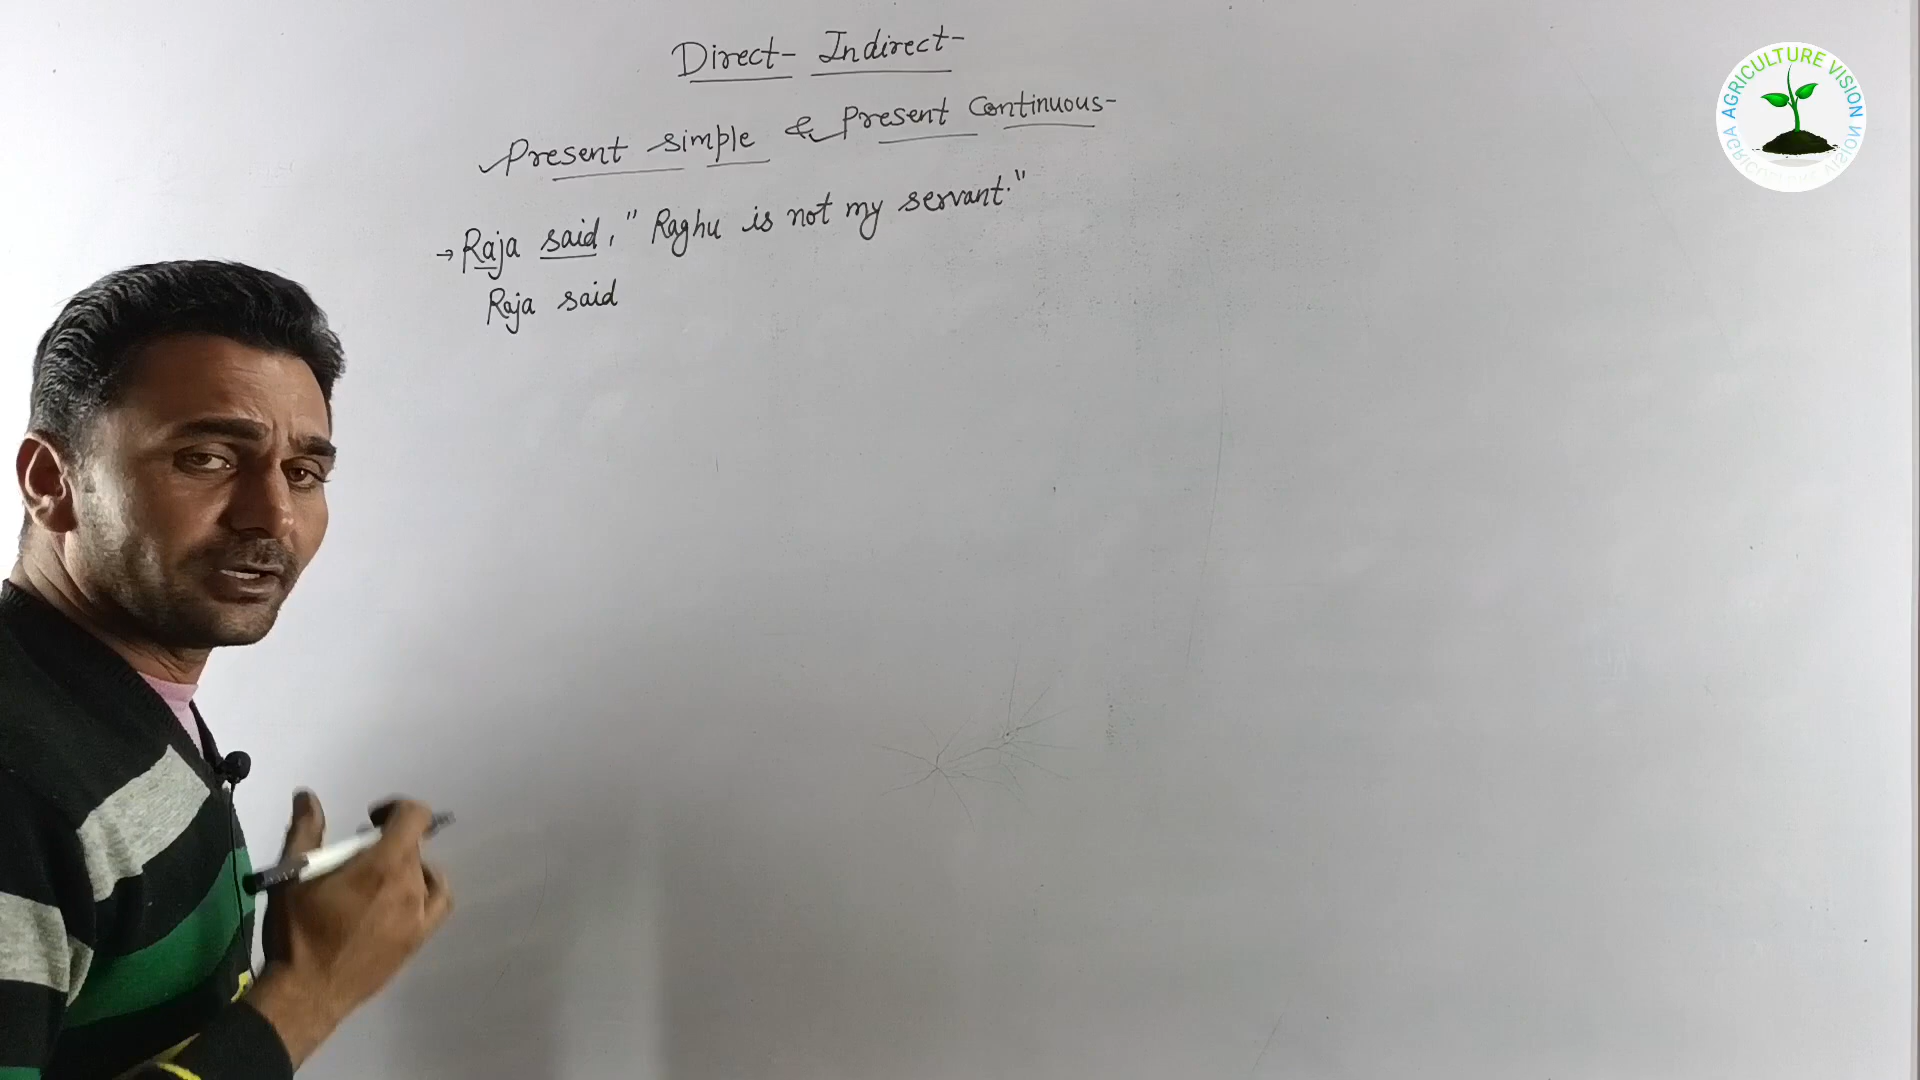 Direct- Indirect-
Present simple & Present Continuous-
→ Raja said, " Raghu is not my servant."
Raja said
AGRICULTURE VISION